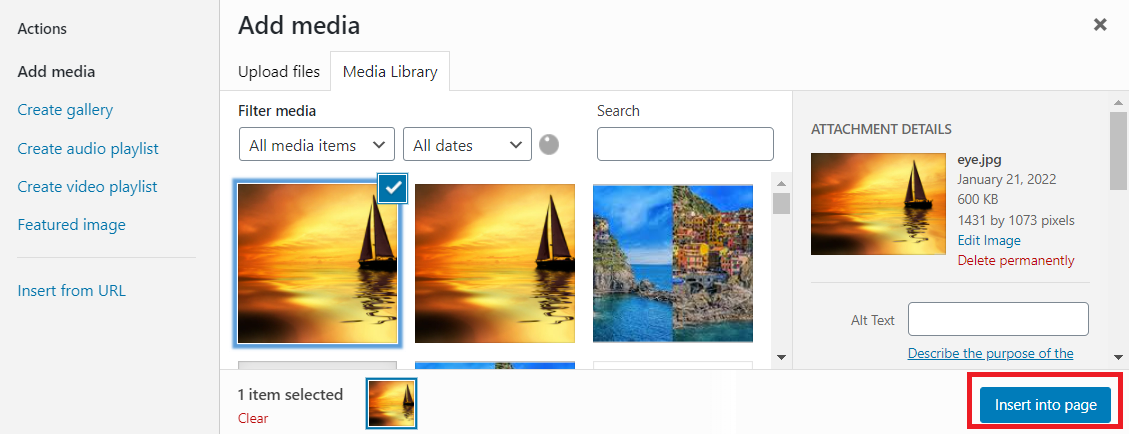 Actions
Add media
Create gallery
Create audio playlist
Create video playlist
Featured image
Insert from URL
Add media
Upload files
Media Library
Filter media
All media items
All dates
Search
ATTACHMENT DETAILS
eye.jpg
January 21, 2022
600 KB
1431 by 1073 pixels
Edit Image
Delete permanently
Alt Text
Describe the purpose of the
1 item selected
Clear
Insert into page